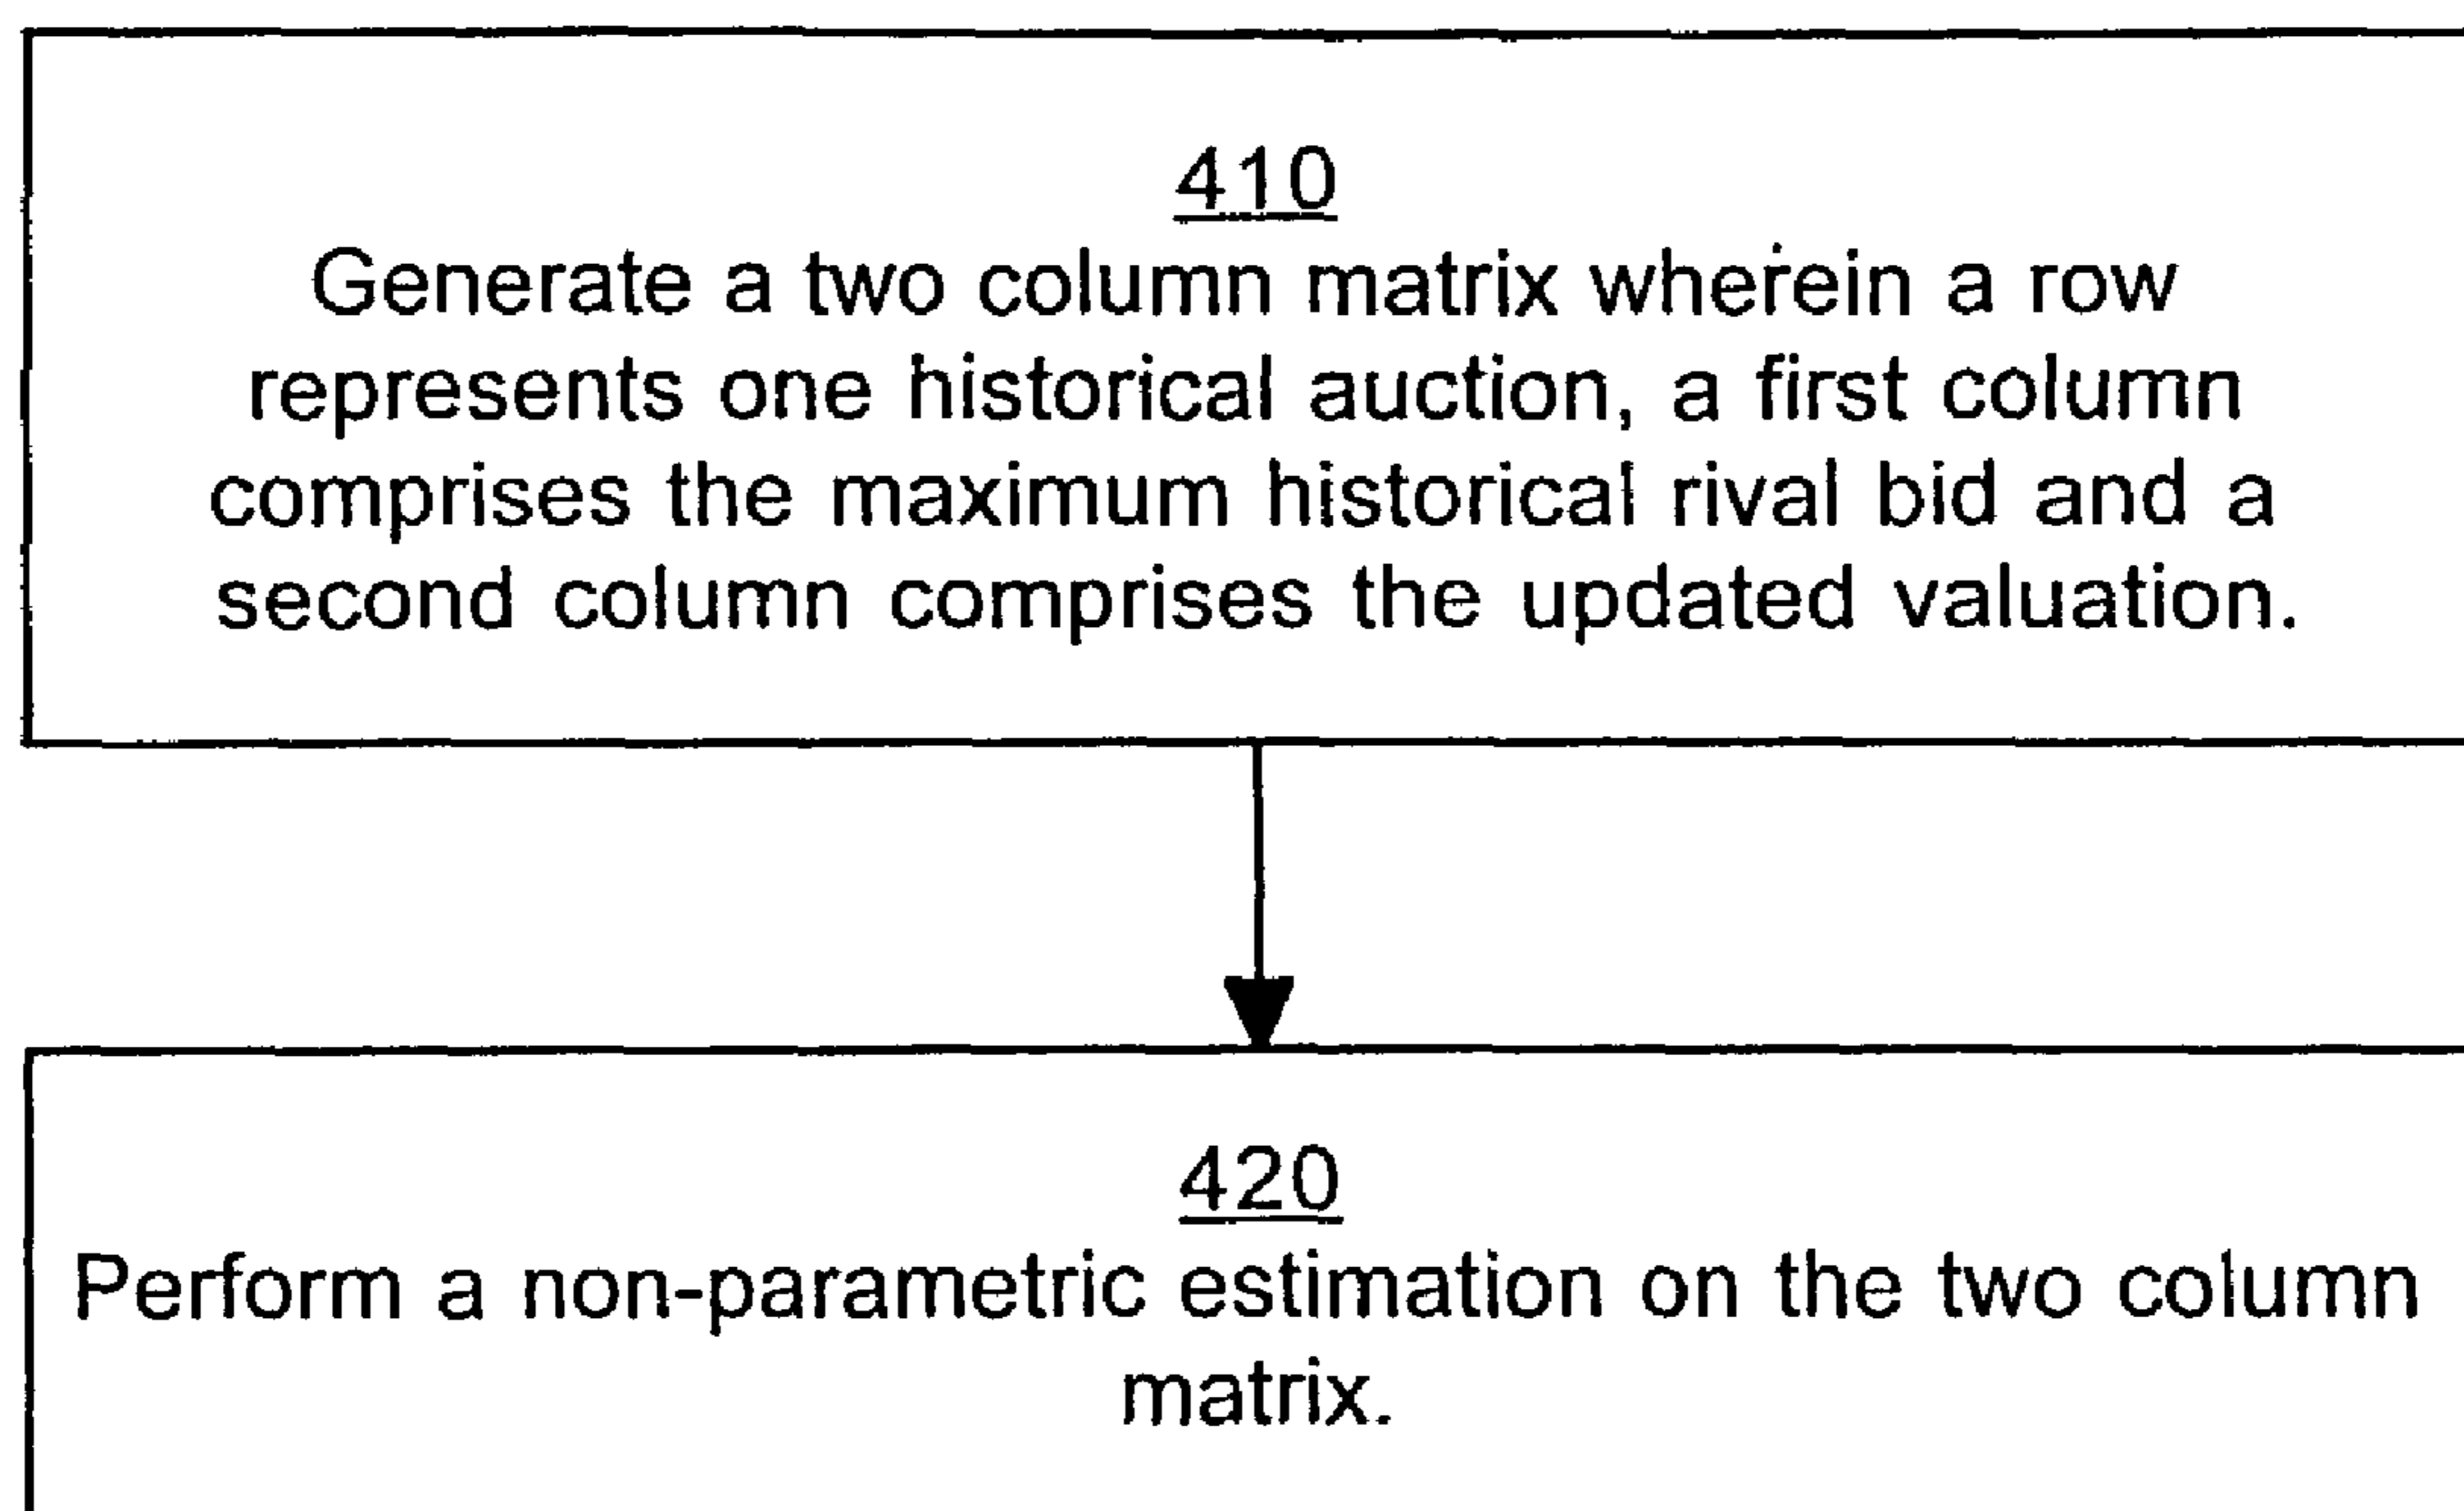 410
Generate a two column matrix wherein a row
represents one historical auction, a first column
comprises the maximum historical rival bid and a
second column comprises the updated valuation.
420
Perform a non-parametric estimation on the two column
matrix.